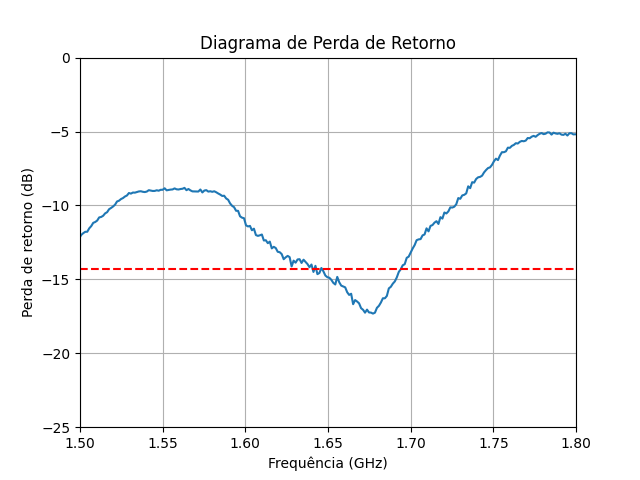 Diagrama de Perda de Retorno
Perda de retorno (dB)
0
−5
−10
−15
−20
−25
1.50 1.55 1.60 1.65 1.70 1.75 1.80
Frequência (GHz)